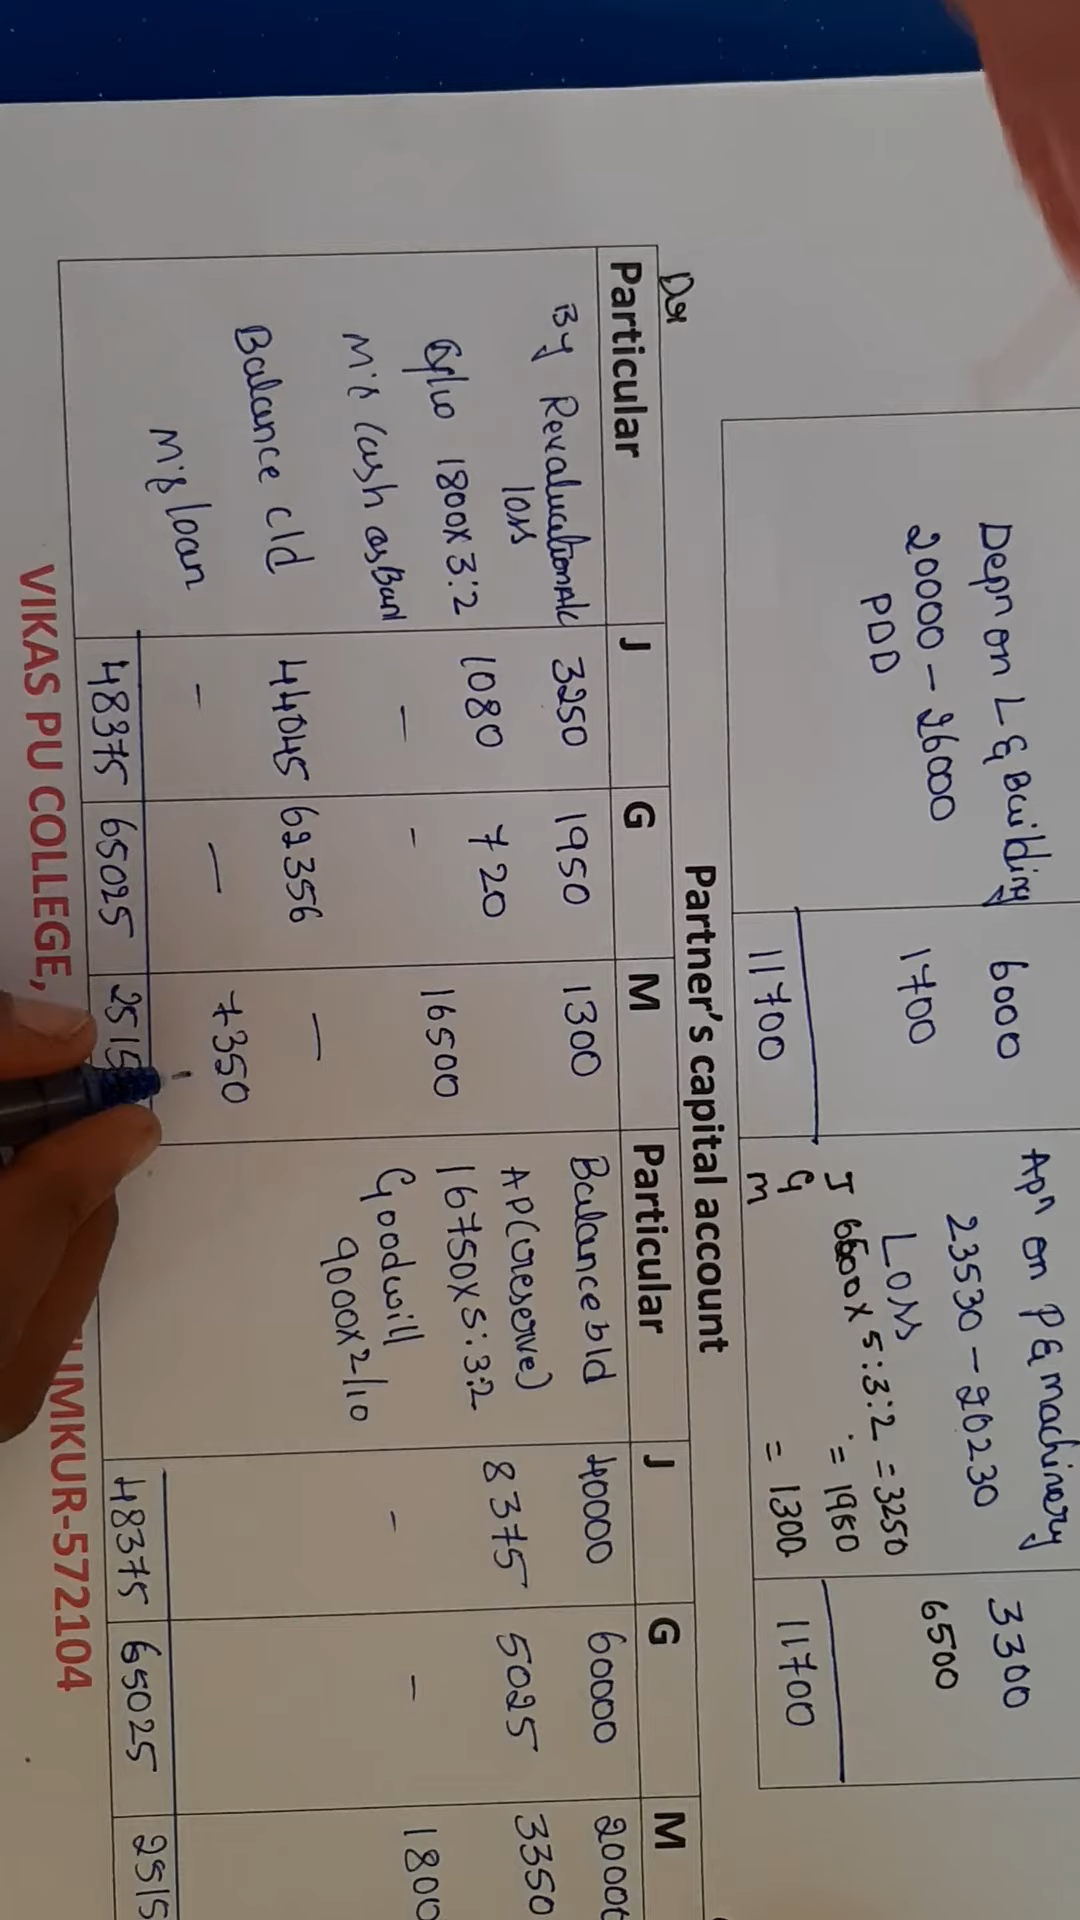 Depn on L & Building 6000 Apn on P & machinery 3300
20000 - 26000 23530 - 20230
PDD 1700 Loss 6500
J 6500 X 5:3:2 = 3250
G = 1950
M = 1300
11700 11700
Partner's capital account
Dr
Particular J G M Particular J G M
By Revaluation A/c 3250 1950 1300 Balance b/d 40000 60000 20000
loss AP(reserve) 8375 5025 3350
1800 X 3:2 1080 720 16750 X 5:3:2
M's Cash as Ban - - 16500 Goodwill - - 1800
9000 X 2/10
Balance c/d 44045 62356 -
M's loan - - 7350
48375 65025 2515 48375 65025 2515
VIKAS PU COLLEGE, UMKUR-572104